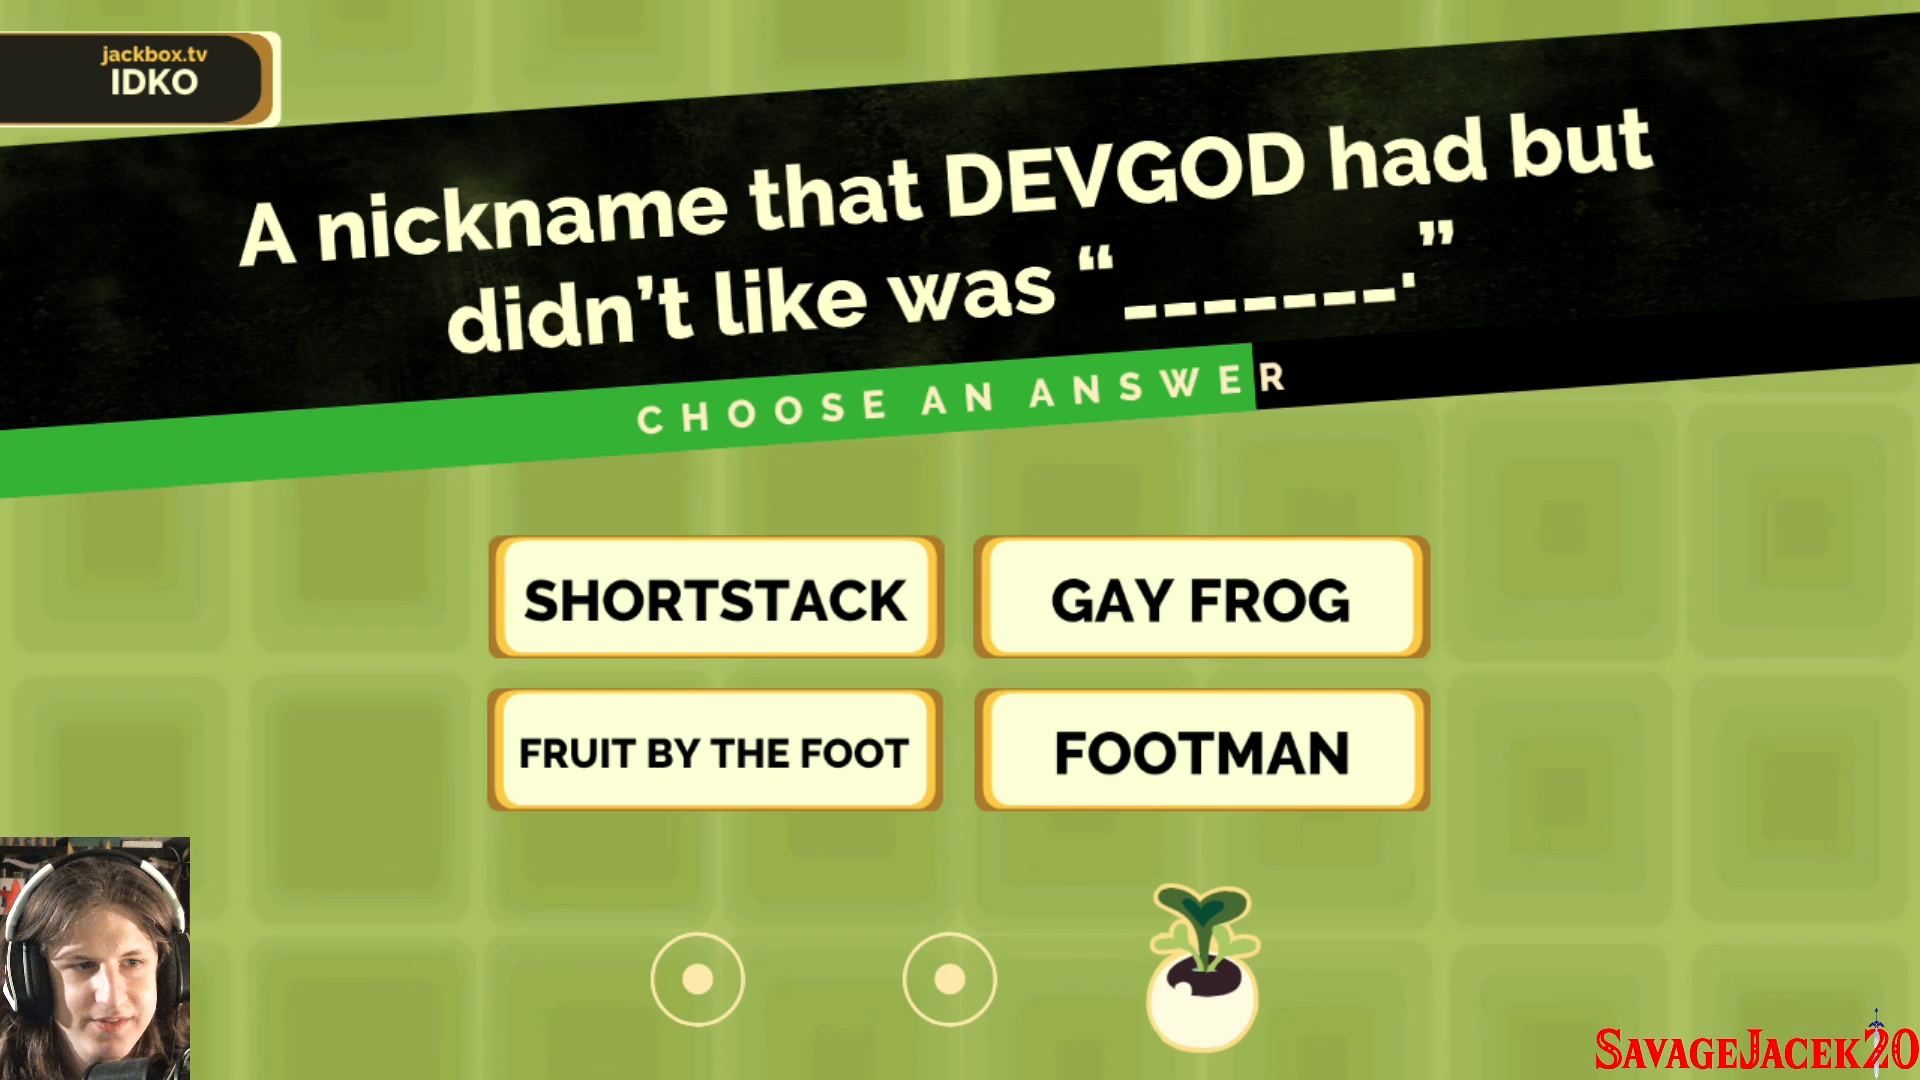 jackbox.tv
IDKO
A nickname that DEVGOD had but
didn’t like was “_______.”
CHOOSE AN ANSWER
SHORTSTACK
GAY FROG
FRUIT BY THE FOOT
FOOTMAN
SAVAGEJACEK20